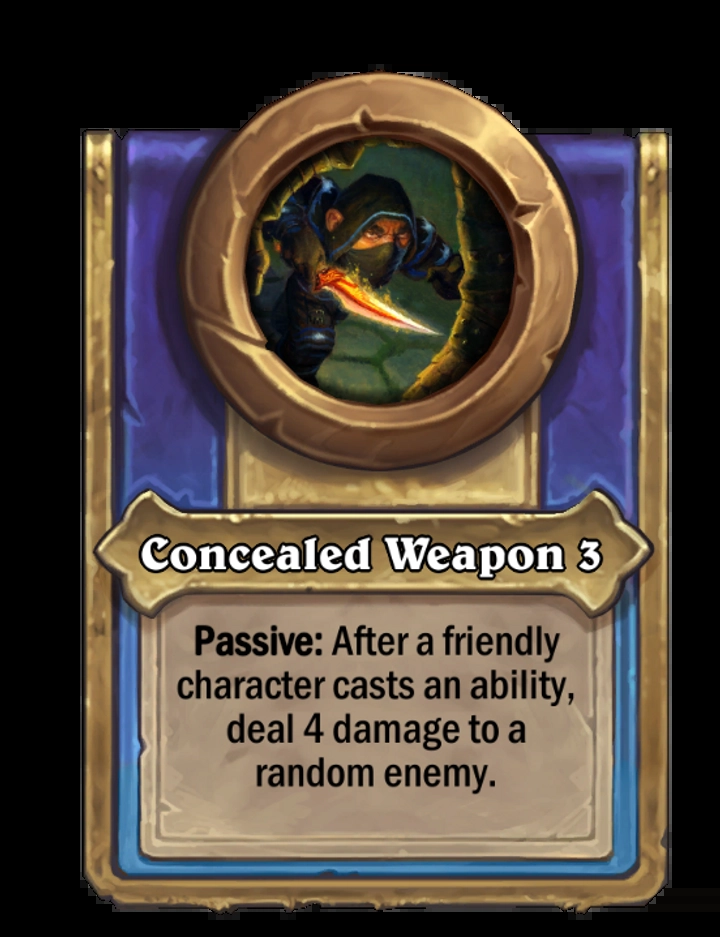 Concealed Weapon 3
Passive: After a friendly
character casts an ability,
deal 4 damage to a
random enemy.